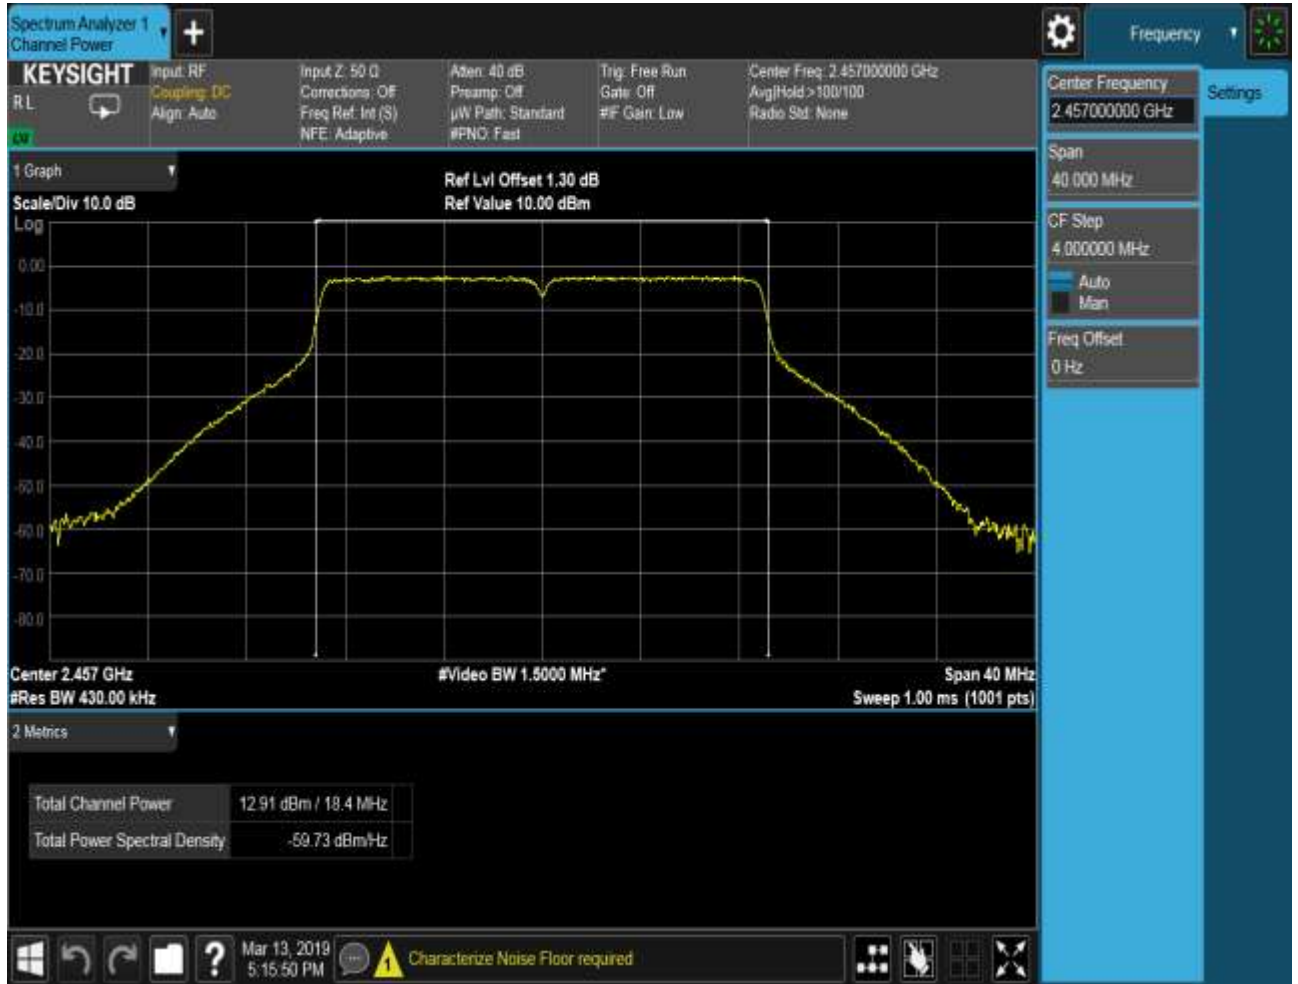 Spectrum Analyzer 1
Channel Power
Frequency
KEYSIGHT
RL
Input: RF
Coupling: DC
Align: Auto
Input Z: 50 Ω
Corrections: Off
Freq Ref: Int (S)
NFE: Adaptive
Atten: 40 dB
Preamp: Off
µW Path: Standard
#PNO: Fast
Trig: Free Run
Gate: Off
#IF Gain: Low
Center Freq: 2.457000000 GHz
Avg|Hold:>100/100
Radio Std: None
Center Frequency
2.457000000 GHz
Settings
Span
40.000 MHz
CF Step
4.000000 MHz
Auto
Man
Freq Offset
0 Hz
1 Graph
Scale/Div 10.0 dB
Ref Lvl Offset 1.30 dB
Ref Value 10.00 dBm
Log
0.00
-10.0
-20.0
-30.0
-40.0
-50.0
-60.0
-70.0
-80.0
Center 2.457 GHz
#Video BW 1.5000 MHz*
Span 40 MHz
#Res BW 430.00 kHz
Sweep 1.00 ms (1001 pts)
2 Metrics
Total Channel Power 12.91 dBm / 18.4 MHz
Total Power Spectral Density -59.73 dBm/Hz
?
Mar 13, 2019
5:15:50 PM
1
Characterize Noise Floor required